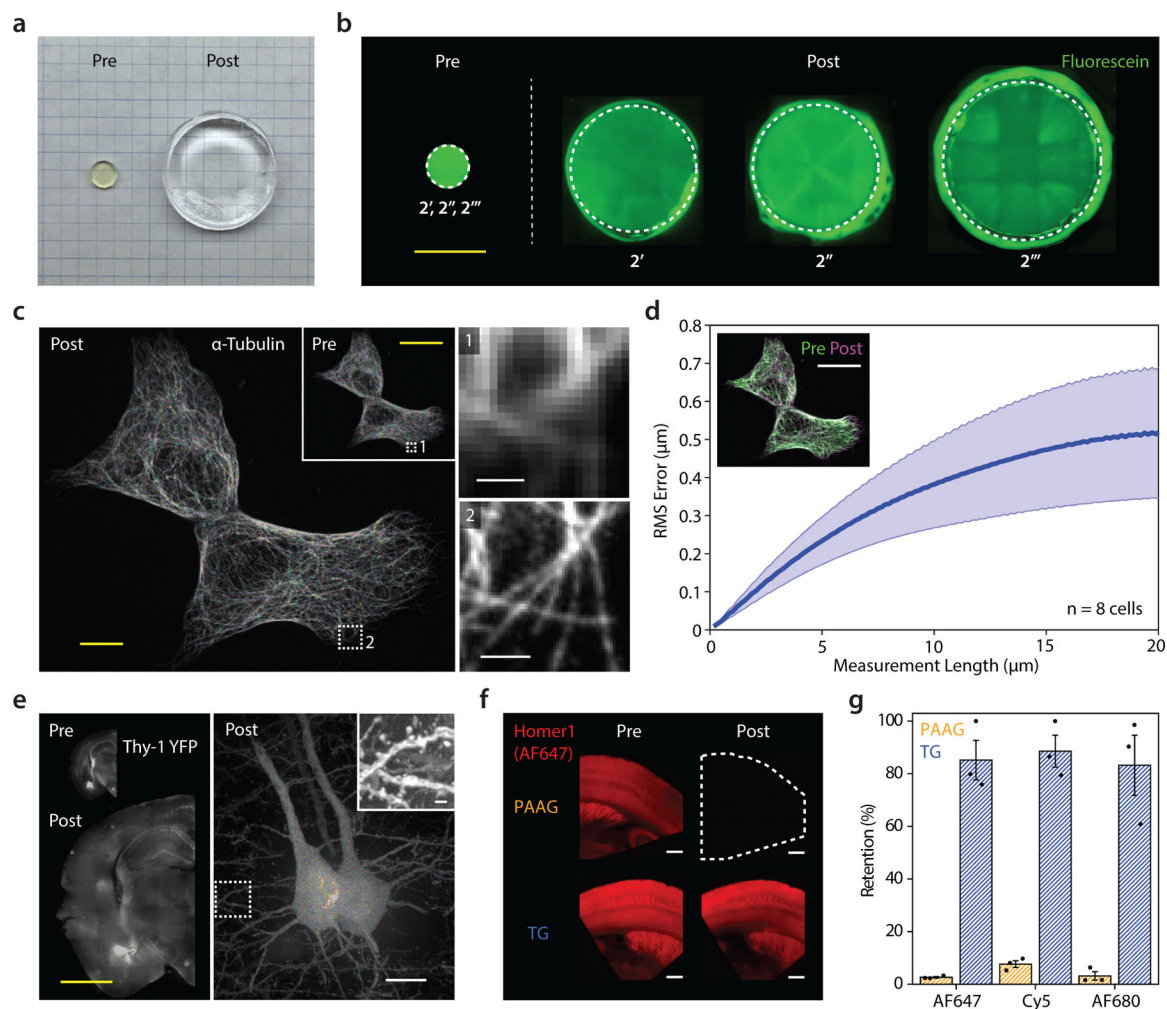 a
Pre Post
b
Pre Post Fluorescein
2′, 2″, 2‴
2′ 2″ 2‴
c
Post α-Tubulin Pre
1
2
1
2
d
0.8
0.7
0.6
0.5
0.4
0.3
0.2
0.1
0
RMS Error (μm)
Pre Post
n = 8 cells
0 5 10 15 20
Measurement Length (μm)
e
Pre
Thy-1 YFP
Post
Post
f
Homer1
(AF647)
Pre Post
PAAG
TG
g
100
80
60
40
20
0
Retention (%)
PAAG
TG
AF647 Cy5 AF680